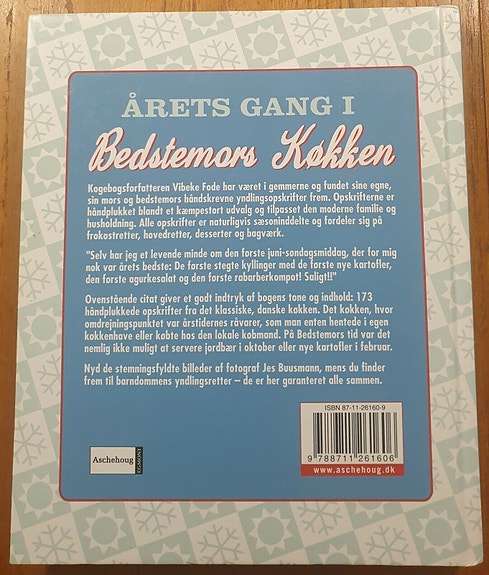 ÅRETS GANG I
Bedstemors Køkken
Kogebogsforfatteren Vibeke Fode har været i gemmerne og fundet sine egne,
sin mors og bedstemors håndskrevne yndlingsopskrifter frem. Opskrifterne er
håndplukket blandt et kæmpestort udvalg og tilpasset den moderne familie og
husholdning. Alle opskrifter er naturligvis sæsoninddelte og fordeler sig på
frokostretter, hovedretter, desserter og bagværk.
"Selv har jeg et levende minde om den første juni-søndagsmiddag, der for mig
nok var årets bedste: De første stegte kyllinger med de første nye kartofler,
den første agurkesalat og den første rabarberkompot! Saligt!!"
Ovenstående citat giver et godt indtryk af bogens tone og indhold: 173
håndplukkede opskrifter fra det klassiske, danske køkken. Det køkken, hvor
omdrejningspunktet var årstidernes råvarer, som man enten hentede i egen
køkkenhave eller købte hos den lokale købmand. På Bedstemors tid var det
nemlig ikke muligt at servere jordbær i oktober eller nye kartofler i februar.
Nyd de stemningsfyldte billeder af fotograf Jes Buusmann, mens du finder
frem til barndommens yndlingsretter – de er her garanteret alle sammen.
Aschehoug
EGMONT
ISBN 87-11-26160-9
9 788711 261606
www.aschehoug.dk